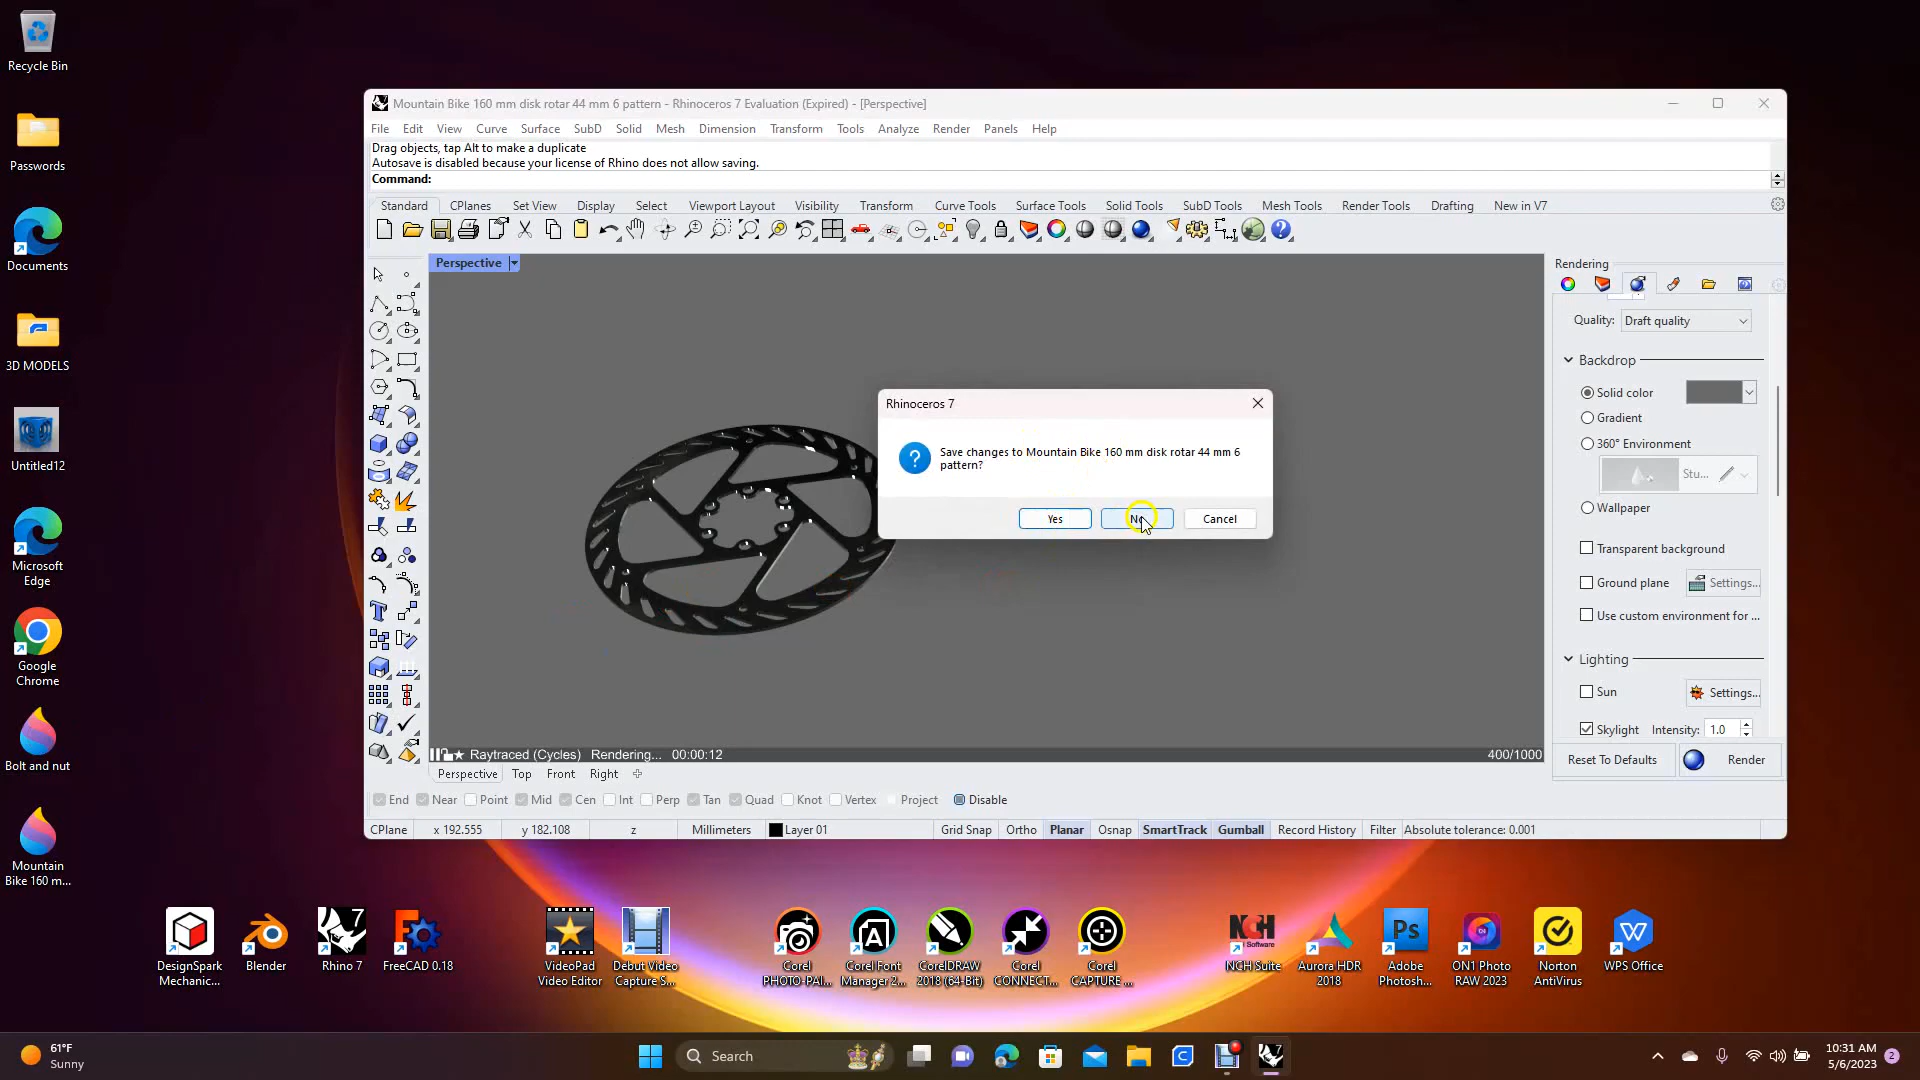 Recycle Bin
Passwords
Documents
3D MODELS
Untitled12
Microsoft
Edge
Google
Chrome
Bolt and nut
Mountain
Bike 160 m...
Mountain Bike 160 mm disk rotar 44 mm 6 pattern - Rhinoceros 7 Evaluation (Expired) - [Perspective]
File Edit View Curve Surface SubD Solid Mesh Dimension Transform Tools Analyze Render Panels Help
Drag objects, tap Alt to make a duplicate
Autosave is disabled because your license of Rhino does not allow saving.
Command:
Standard CPlanes Set View Display Select Viewport Layout Visibility Transform Curve Tools Surface Tools Solid Tools SubD Tools Mesh Tools Render Tools Drafting New in V7
Perspective
Rendering
Quality: Draft quality
Backdrop
Solid color
Gradient
360° Environment
Stu...
Wallpaper
Transparent background
Ground plane Settings...
Use custom environment for ...
Lighting
Sun Settings...
Skylight Intensity: 1.0
Reset To Defaults Render
Rhinoceros 7
Save changes to Mountain Bike 160 mm disk rotar 44 mm 6
pattern?
Yes No Cancel
Raytraced (Cycles) Rendering... 00:00:12 400/1000
Perspective Top Front Right
End Near Point Mid Cen Int Perp Tan Quad Knot Vertex Project Disable
CPlane x 192.555 y 182.108 z Millimeters Layer 01 Grid Snap Ortho Planar Osnap SmartTrack Gumball Record History Filter Absolute tolerance: 0.001
DesignSpark
Mechanic...
Blender
7
Rhino 7
FreeCAD 0.18
VideoPad
Video Editor
Debut Video
Capture S...
Corel
PHOTO-PAI...
Corel Font
Manager 2...
CorelDRAW
2018 (64-Bit)
Corel
CONNECT...
Corel
CAPTURE ...
NCH
Software
NCH Suite
Aurora HDR
2018
Ps
Adobe
Photosh...
ON1 Photo
RAW 2023
Norton
AntiVirus
WPS Office
61°F
Sunny
Search
10:31 AM
5/6/2023
2